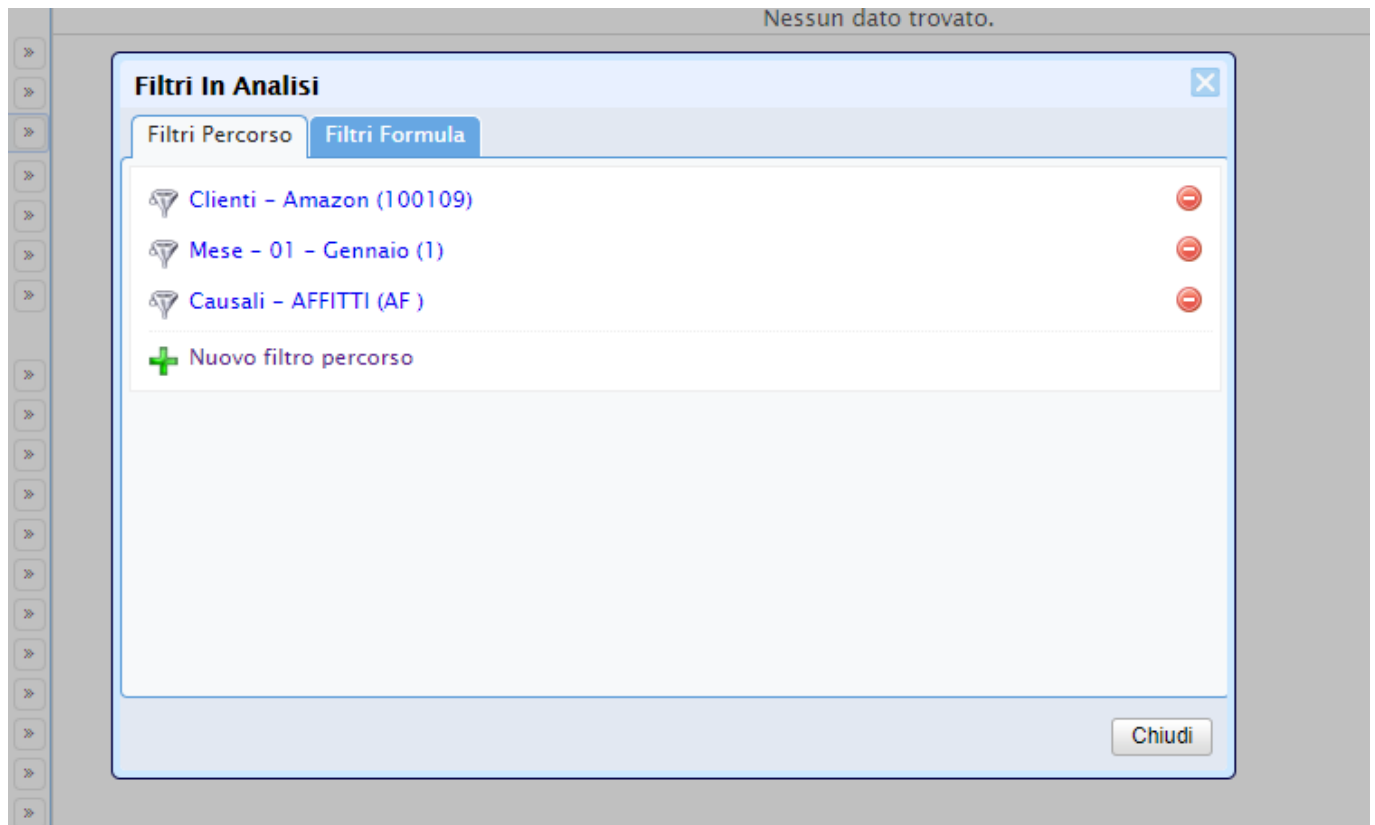 Nessun dato trovato.
Filtri In Analisi
Filtri Percorso Filtri Formula
Clienti - Amazon (100109)
Mese - 01 - Gennaio (1)
Causali - AFFITTI (AF )
Nuovo filtro percorso
Chiudi